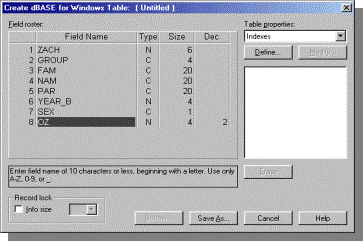 Create dBASE for Windows Table: ( Untitled )
Field roster:
Table properties:
Field Name Type Size Dec
Indexes
1 ZACH N 6
2 GROUP C 4
Define... Modify...
3 FAM C 20
4 NAM C 20
5 PAR C 20
6 YEAR_B N 4
7 SEX C 1
8 OZ N 4 2
Enter field name of 10 characters or less, beginning with a letter. Use only
A-Z, 0-9, or _.
Erase
Record lock
Info size
Borrow... Save As... Cancel Help